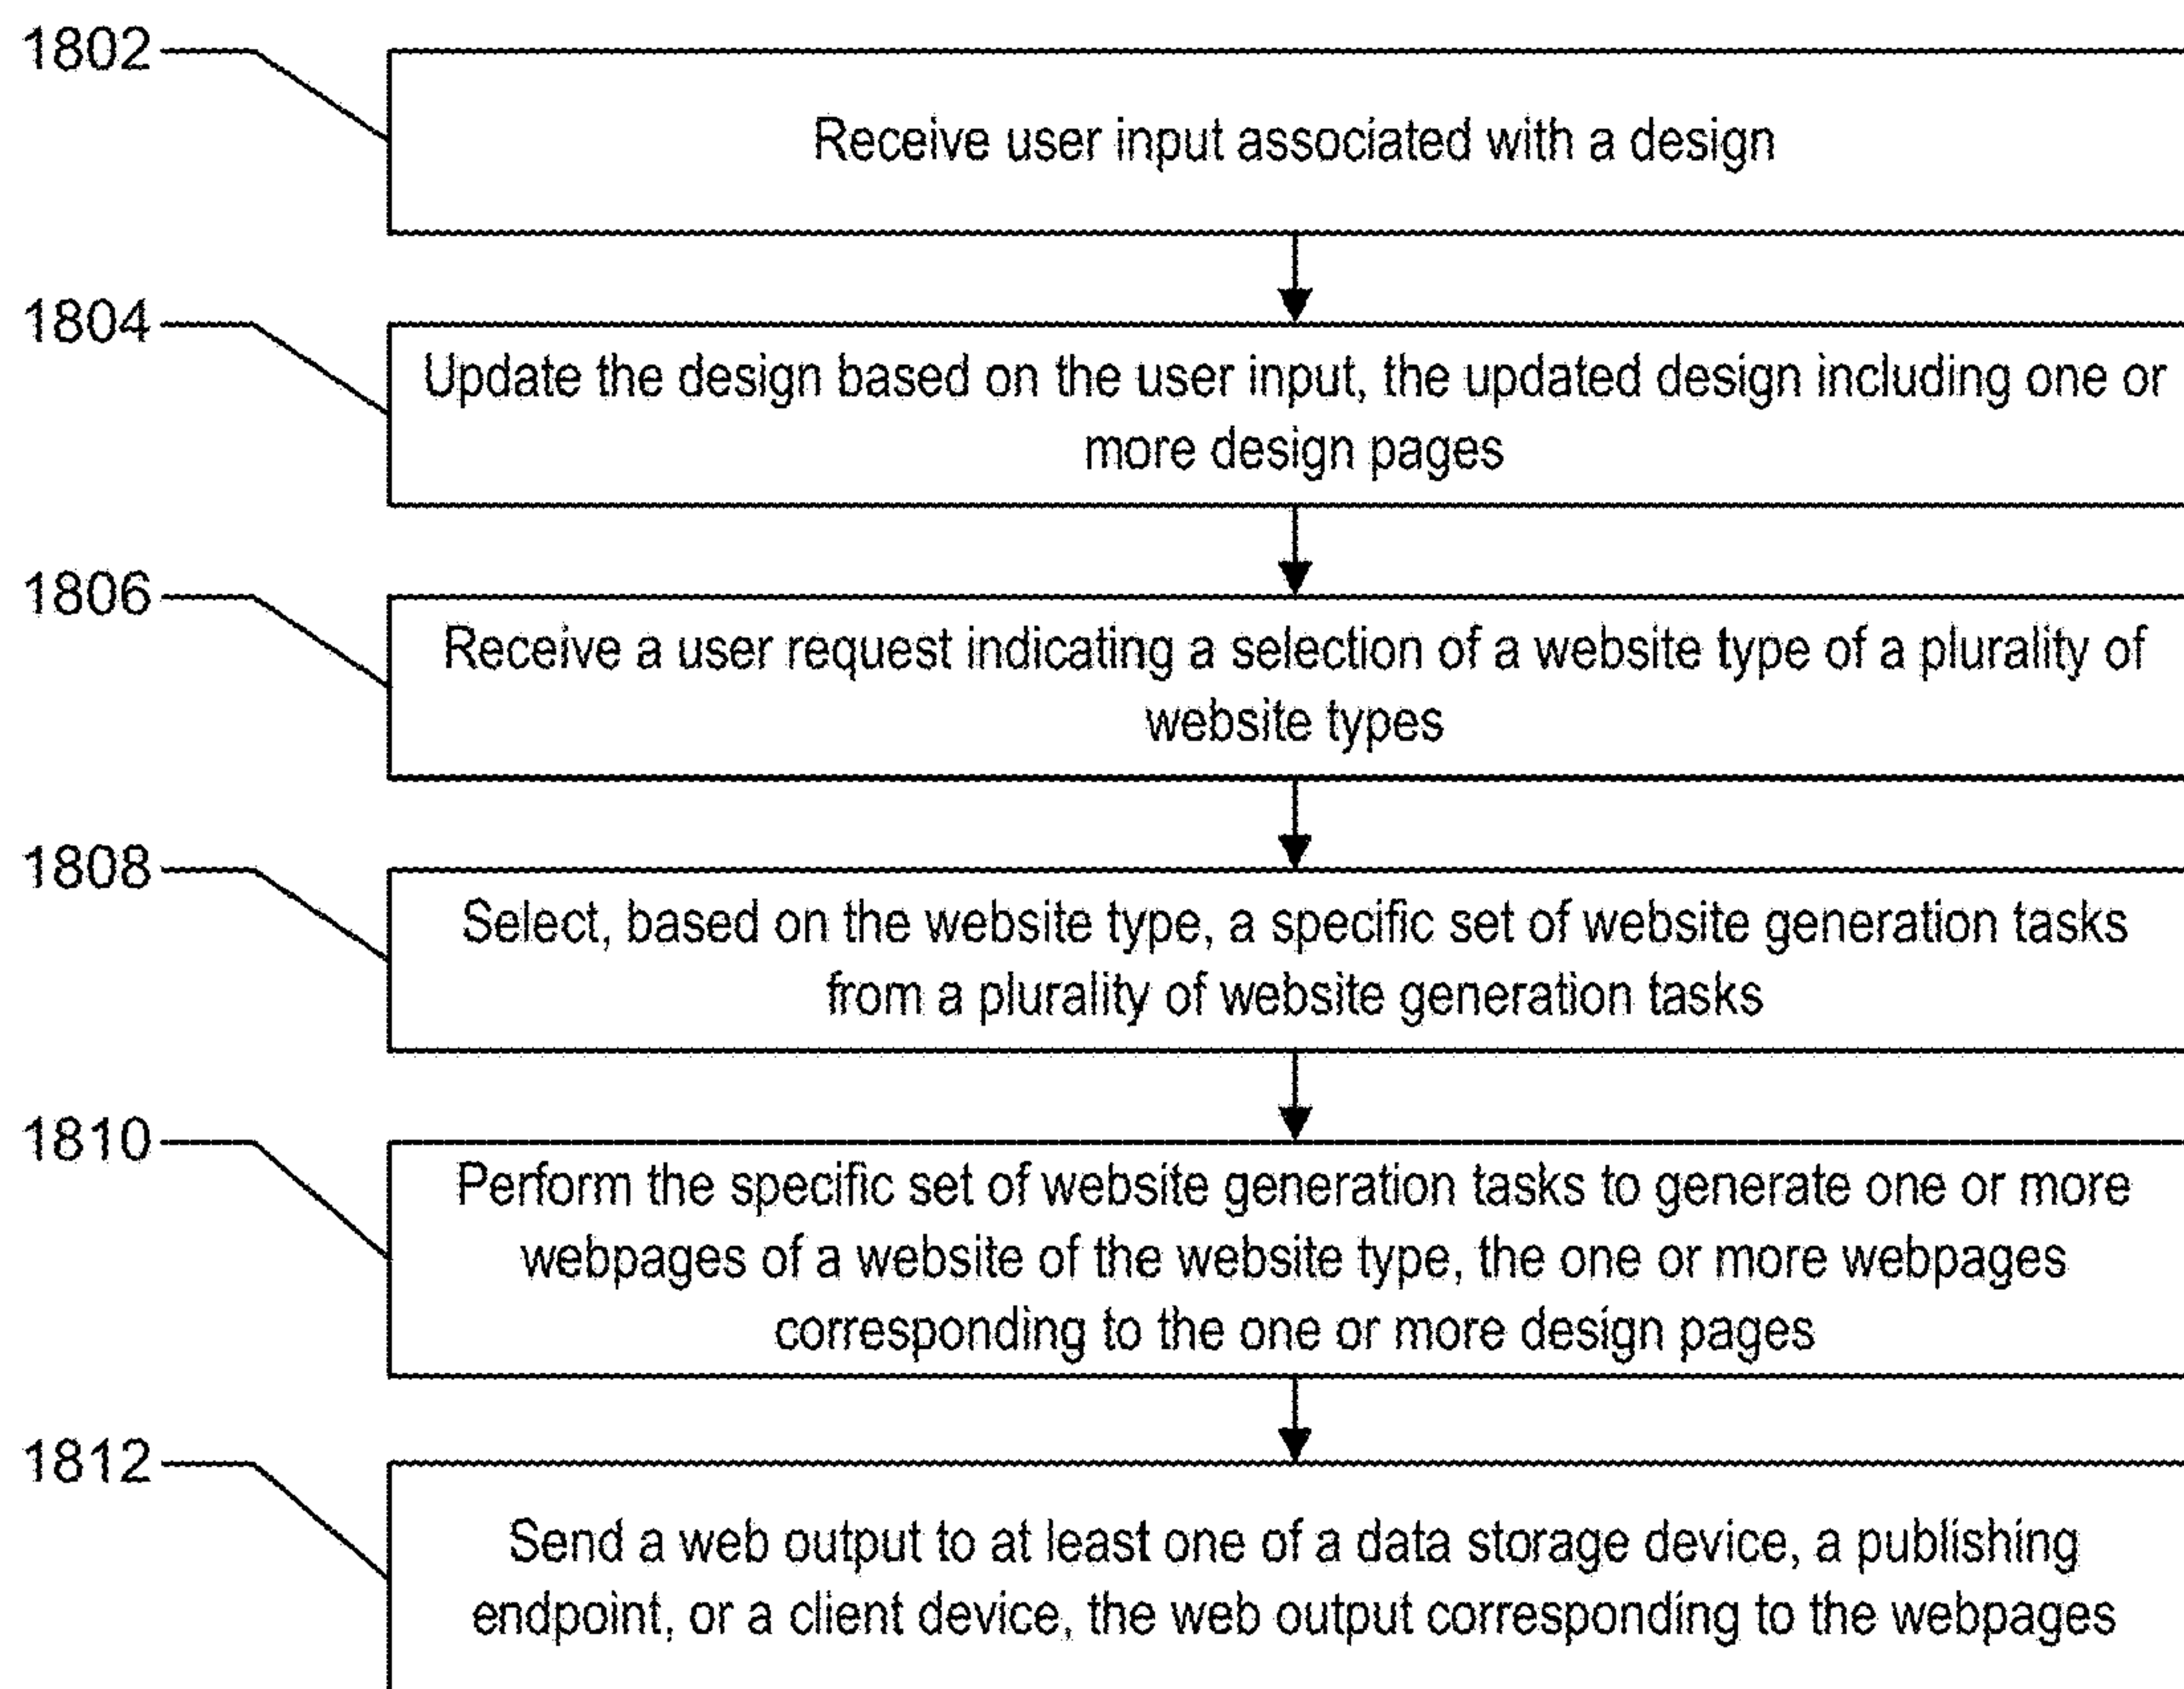 1802
Receive user input associated with a design
1804
Update the design based on the user input, the updated design including one or
more design pages
1806
Receive a user request indicating a selection of a website type of a plurality of
website types
1808
Select, based on the website type, a specific set of website generation tasks
from a plurality of website generation tasks
1810
Perform the specific set of website generation tasks to generate one or more
webpages of a website of the website type, the one or more webpages
corresponding to the one or more design pages
1812
Send a web output to at least one of a data storage device, a publishing
endpoint, or a client device, the web output corresponding to the webpages